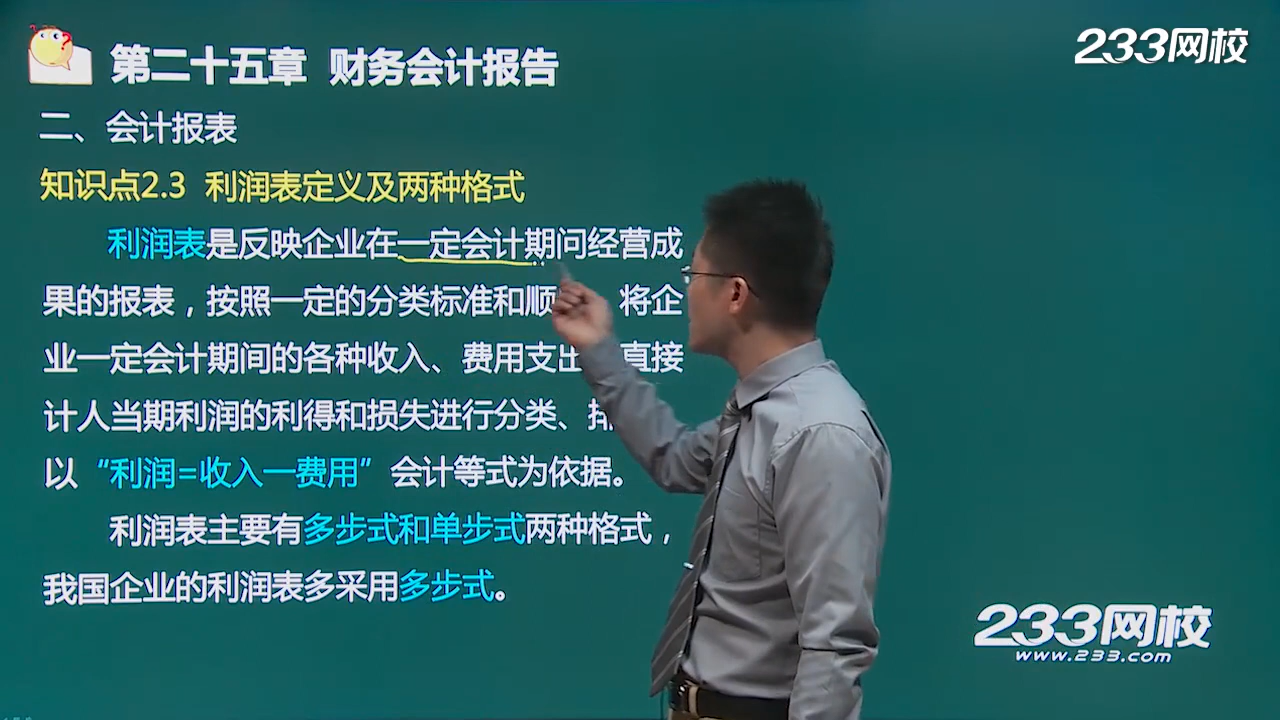 233网校
第二十五章 财务会计报告
二、会计报表
知识点2.3 利润表定义及两种格式
利润表是反映企业在一定会计期问经营成
果的报表，按照一定的分类标准和顺 将企
业一定会计期间的各种收入、费用支出 直接
计人当期利润的利得和损失进行分类、
以“利润=收入一费用”会计等式为依据。
利润表主要有多步式和单步式两种格式，
我国企业的利润表多采用多步式。
233网校
www.233.com